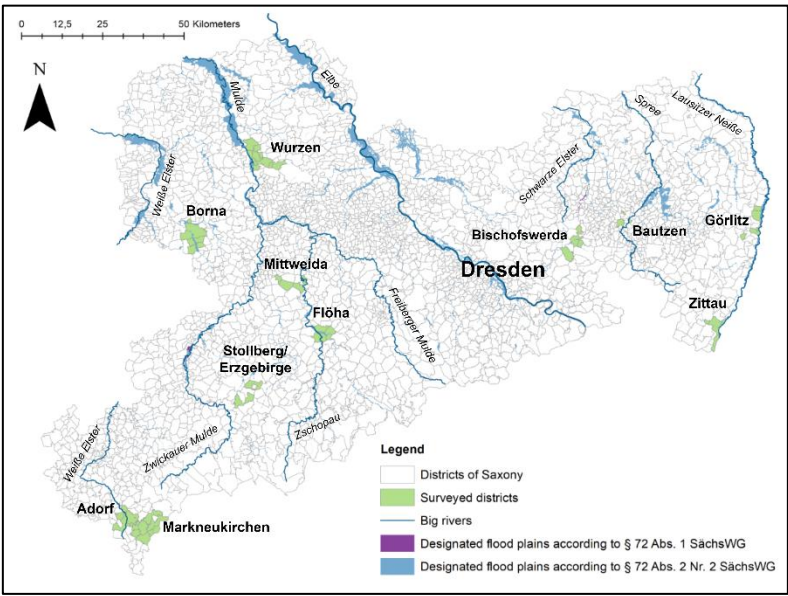 0 12,5 25 50 Kilometers
N
Elbe
Mulde
Wurzen
Weiße Elster
Borna
Mittweida
Flöha
Stollberg/
Erzgebirge
Freiberger Mulde
Zschopau
Zwickauer Mulde
Weiße Elster
Adorf
Markneukirchen
Dresden
Schwarze Elster
Bischofswerda
Spree
Bautzen
Lausitzer Neiße
Görlitz
Zittau
Legend
Districts of Saxony
Surveyed districts
Big rivers
Designated flood plains according to § 72 Abs. 1 SächsWG
Designated flood plains according to § 72 Abs. 2 Nr. 2 SächsWG